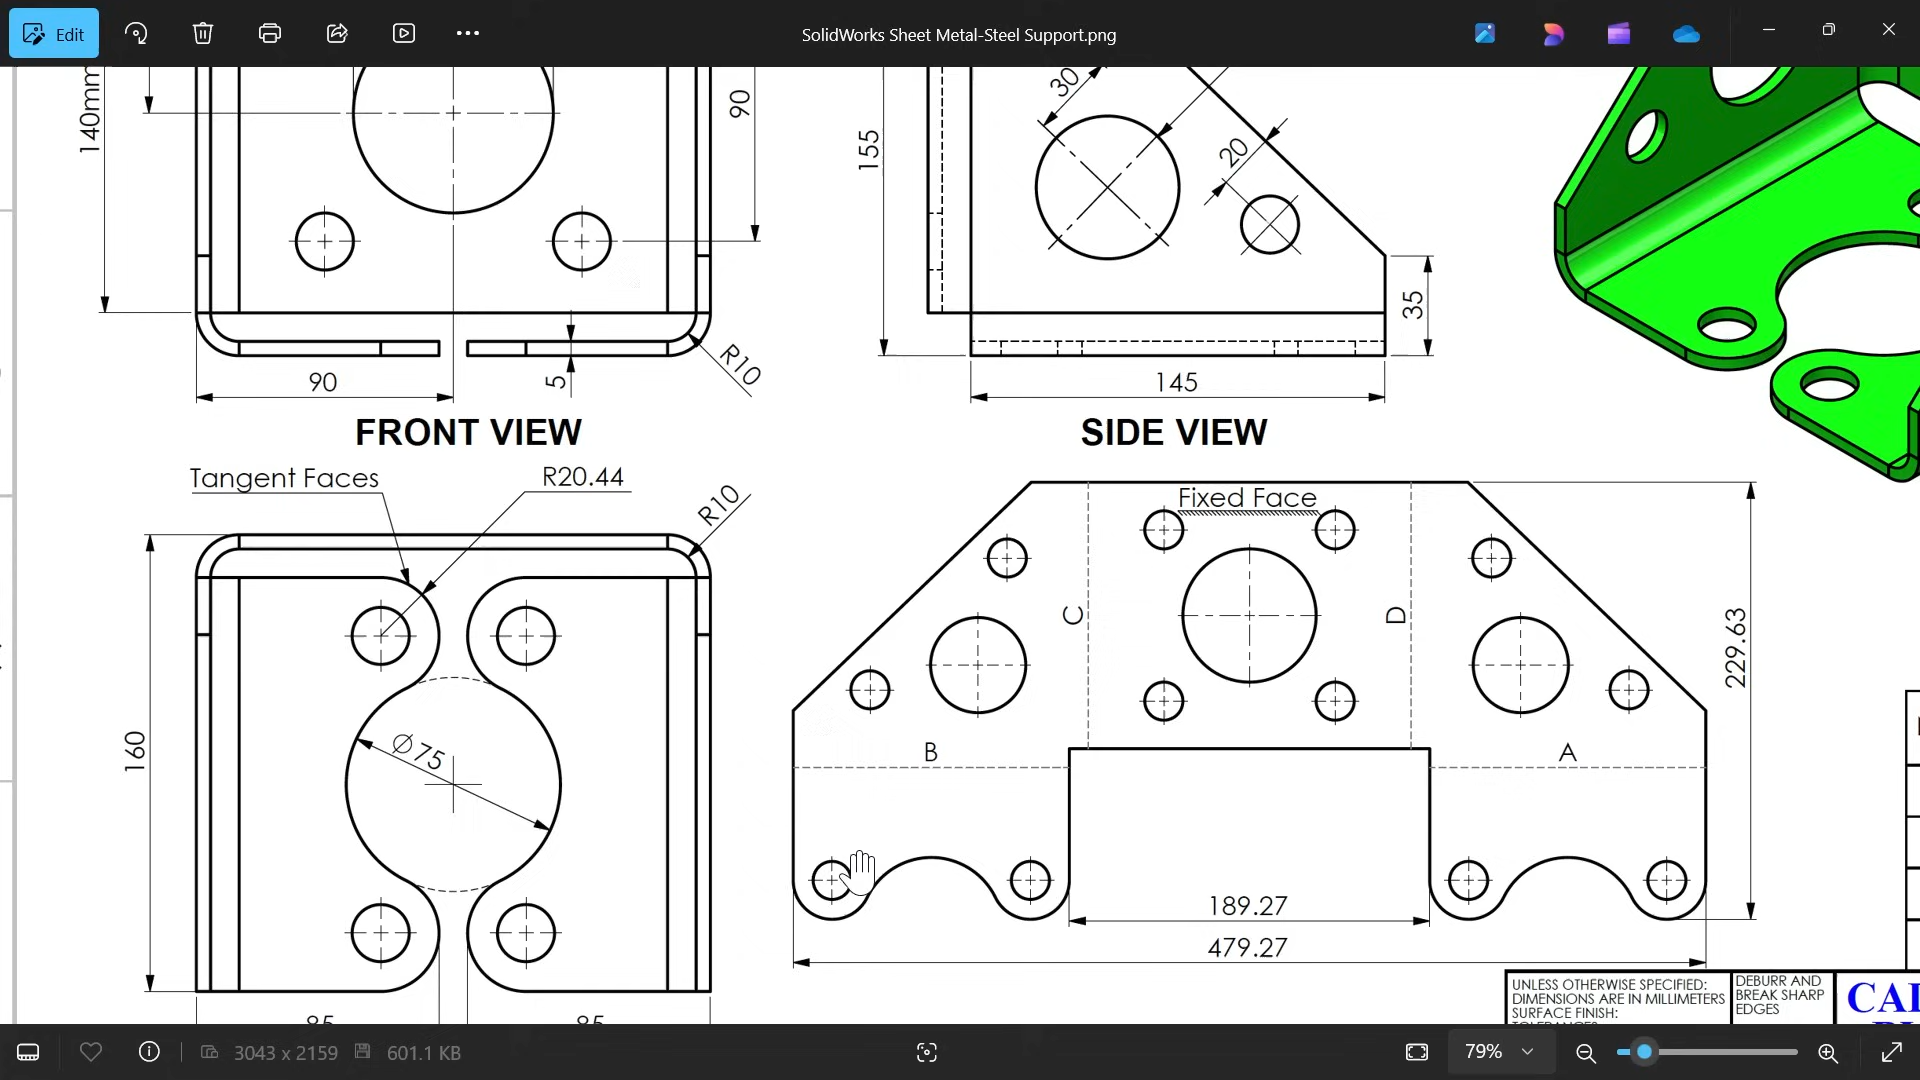 Edit
SolidWorks Sheet Metal-Steel Support.png
140mm
90
155
30
20
35
R10
90
5
145
FRONT VIEW
SIDE VIEW
Tangent Faces
R20.44
R10
Fixed Face
C
D
229.63
160
Ø75
B
A
189.27
479.27
85
85
UNLESS OTHERWISE SPECIFIED:
DIMENSIONS ARE IN MILLIMETERS
SURFACE FINISH:
DEBURR AND
BREAK SHARP
EDGES
3043 x 2159
601.1 KB
79%